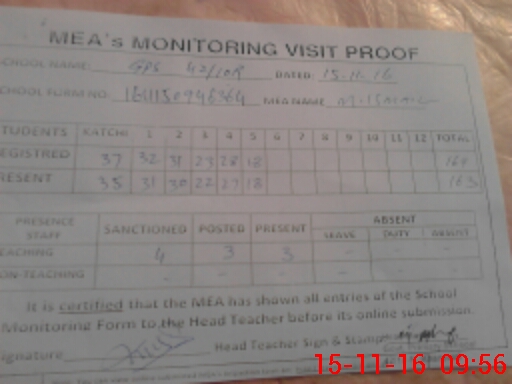 MEA's MONITORING VISIT PROOF
SCHOOL NAME: GPS 42/10R DATED: 15.11.16
SCHOOL FORM NO: MEA NAME
STUDENTS KATCHI 1 2 3 4 5 6 7 8 9 10 11 12 TOTAL
REGISTRED 37 32 31 23 28 18 169
PRESENT 35 31 30 22 27 18 163
PRESENCE STAFF SANCTIONED POSTED PRESENT ABSENT
LEAVE DUTY ABSENT
TEACHING 4 3 3 - - -
NON-TEACHING - - - - - -
It is certified that the MEA has shown all entries of the School
Monitoring Form to the Head Teacher before its online submission.
Signature Head Teacher Sign & Stamp
15-11-16 09:56